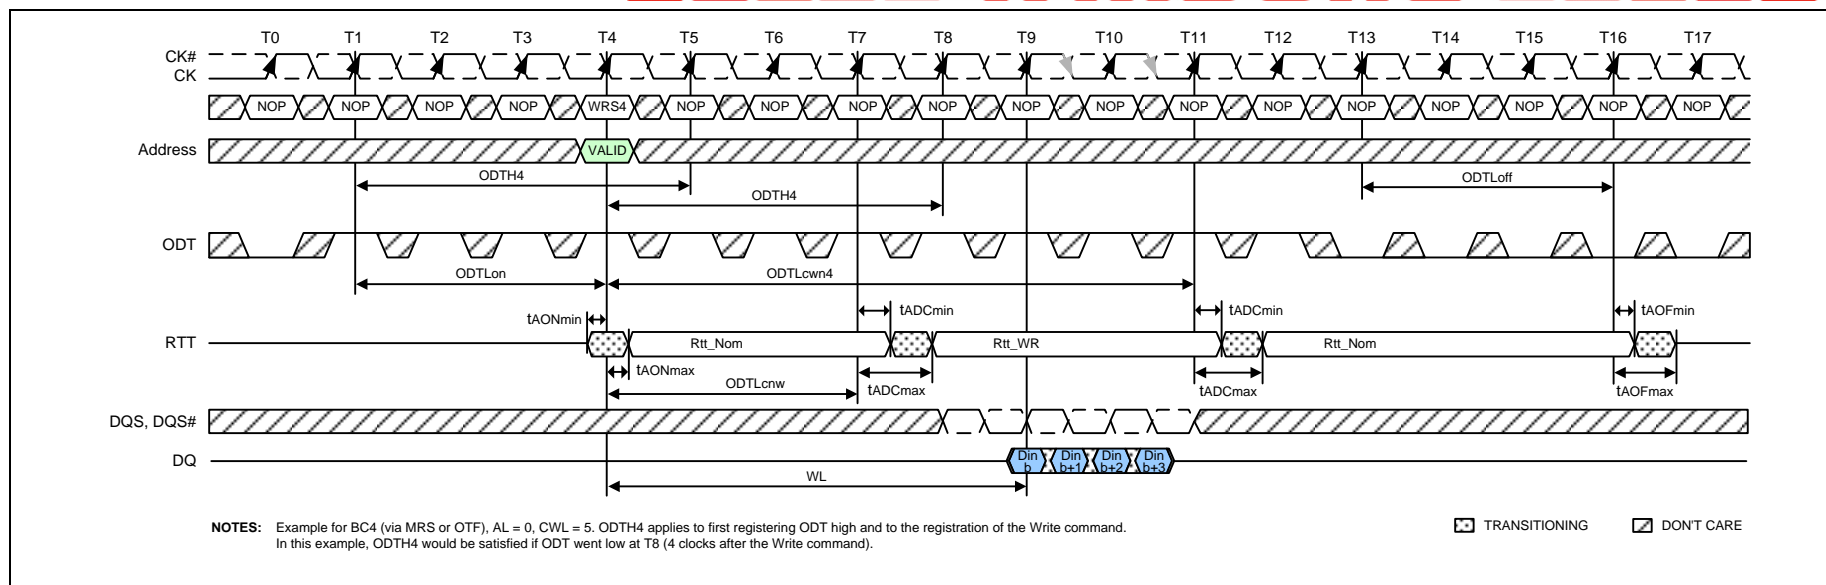 T0 T1 T2 T3 T4 T5 T6 T7 T8 T9 T10 T11 T12 T13 T14 T15 T16 T17
CK#
CK
NOP NOP NOP NOP WRS4 NOP NOP NOP NOP NOP NOP NOP NOP NOP NOP NOP NOP NOP
Address VALID
ODTH4 ODTLoff
ODTH4
ODT
ODTLon ODTLcwn4
tAONmin tADCmin tADCmin tAOFmin
RTT Rtt_Nom Rtt_WR Rtt_Nom
tAONmax ODTLcnw tADCmax tADCmax tAOFmax
DQS, DQS#
DQ Din b Din b+1 Din b+2 Din b+3
WL
NOTES: Example for BC4 (via MRS or OTF), AL = 0, CWL = 5. ODTH4 applies to first registering ODT high and to the registration of the Write command.
In this example, ODTH4 would be satisfied if ODT went low at T8 (4 clocks after the Write command).
TRANSITIONING DON'T CARE